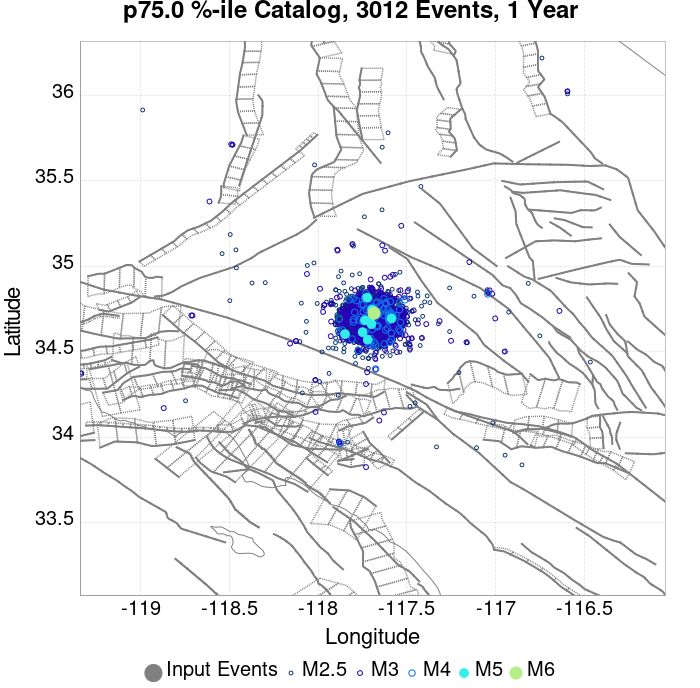 p75.0 %-ile Catalog, 3012 Events, 1 Year
36
35.5
35
34.5
34
33.5
Latitude
-119 -118.5 -118 -117.5 -117 -116.5
Longitude
Input Events M2.5 M3 M4 M5 M6